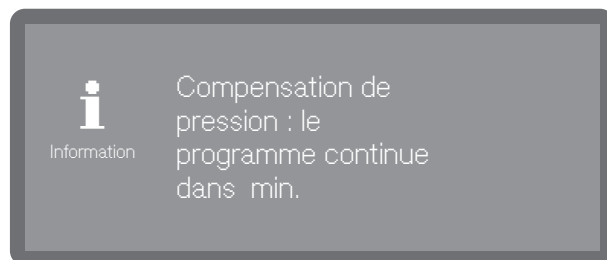 Information
Compensation de
pression : le
programme continue
dans  min.